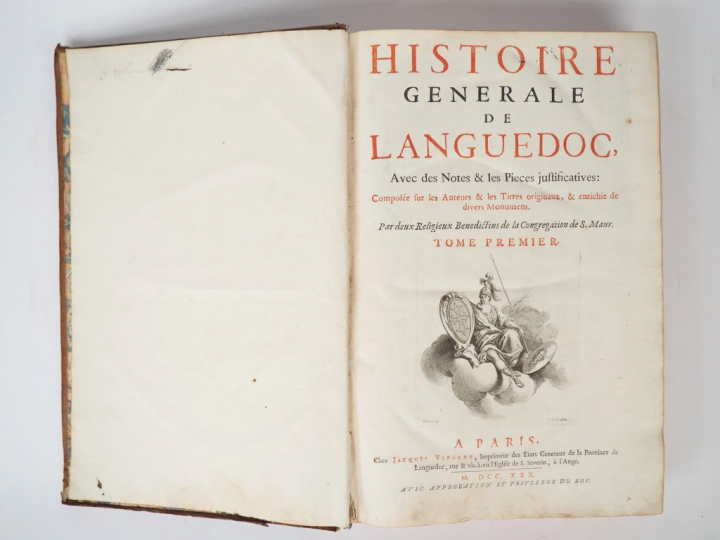 HISTOIRE
GENERALE
DE
LANGUEDOC,
Avec des Notes & les Pieces justificatives:
Composée sur les Auteurs & les Titres originaux, & enrichie de
divers Monumens.
Par deux Religieux Benedictins de la Congregation de S. Maur.
TOME PREMIER.
A PARIS,
Chez JACQUES VINCENT, Imprimeur des Etats Generaux de la Province de
Languedoc, rue & vis-à-vis l'Eglise de S. Severin, à l'Ange.
M. DCC. XXX.
AVEC APPROBATION ET PRIVILEGE DU ROY.